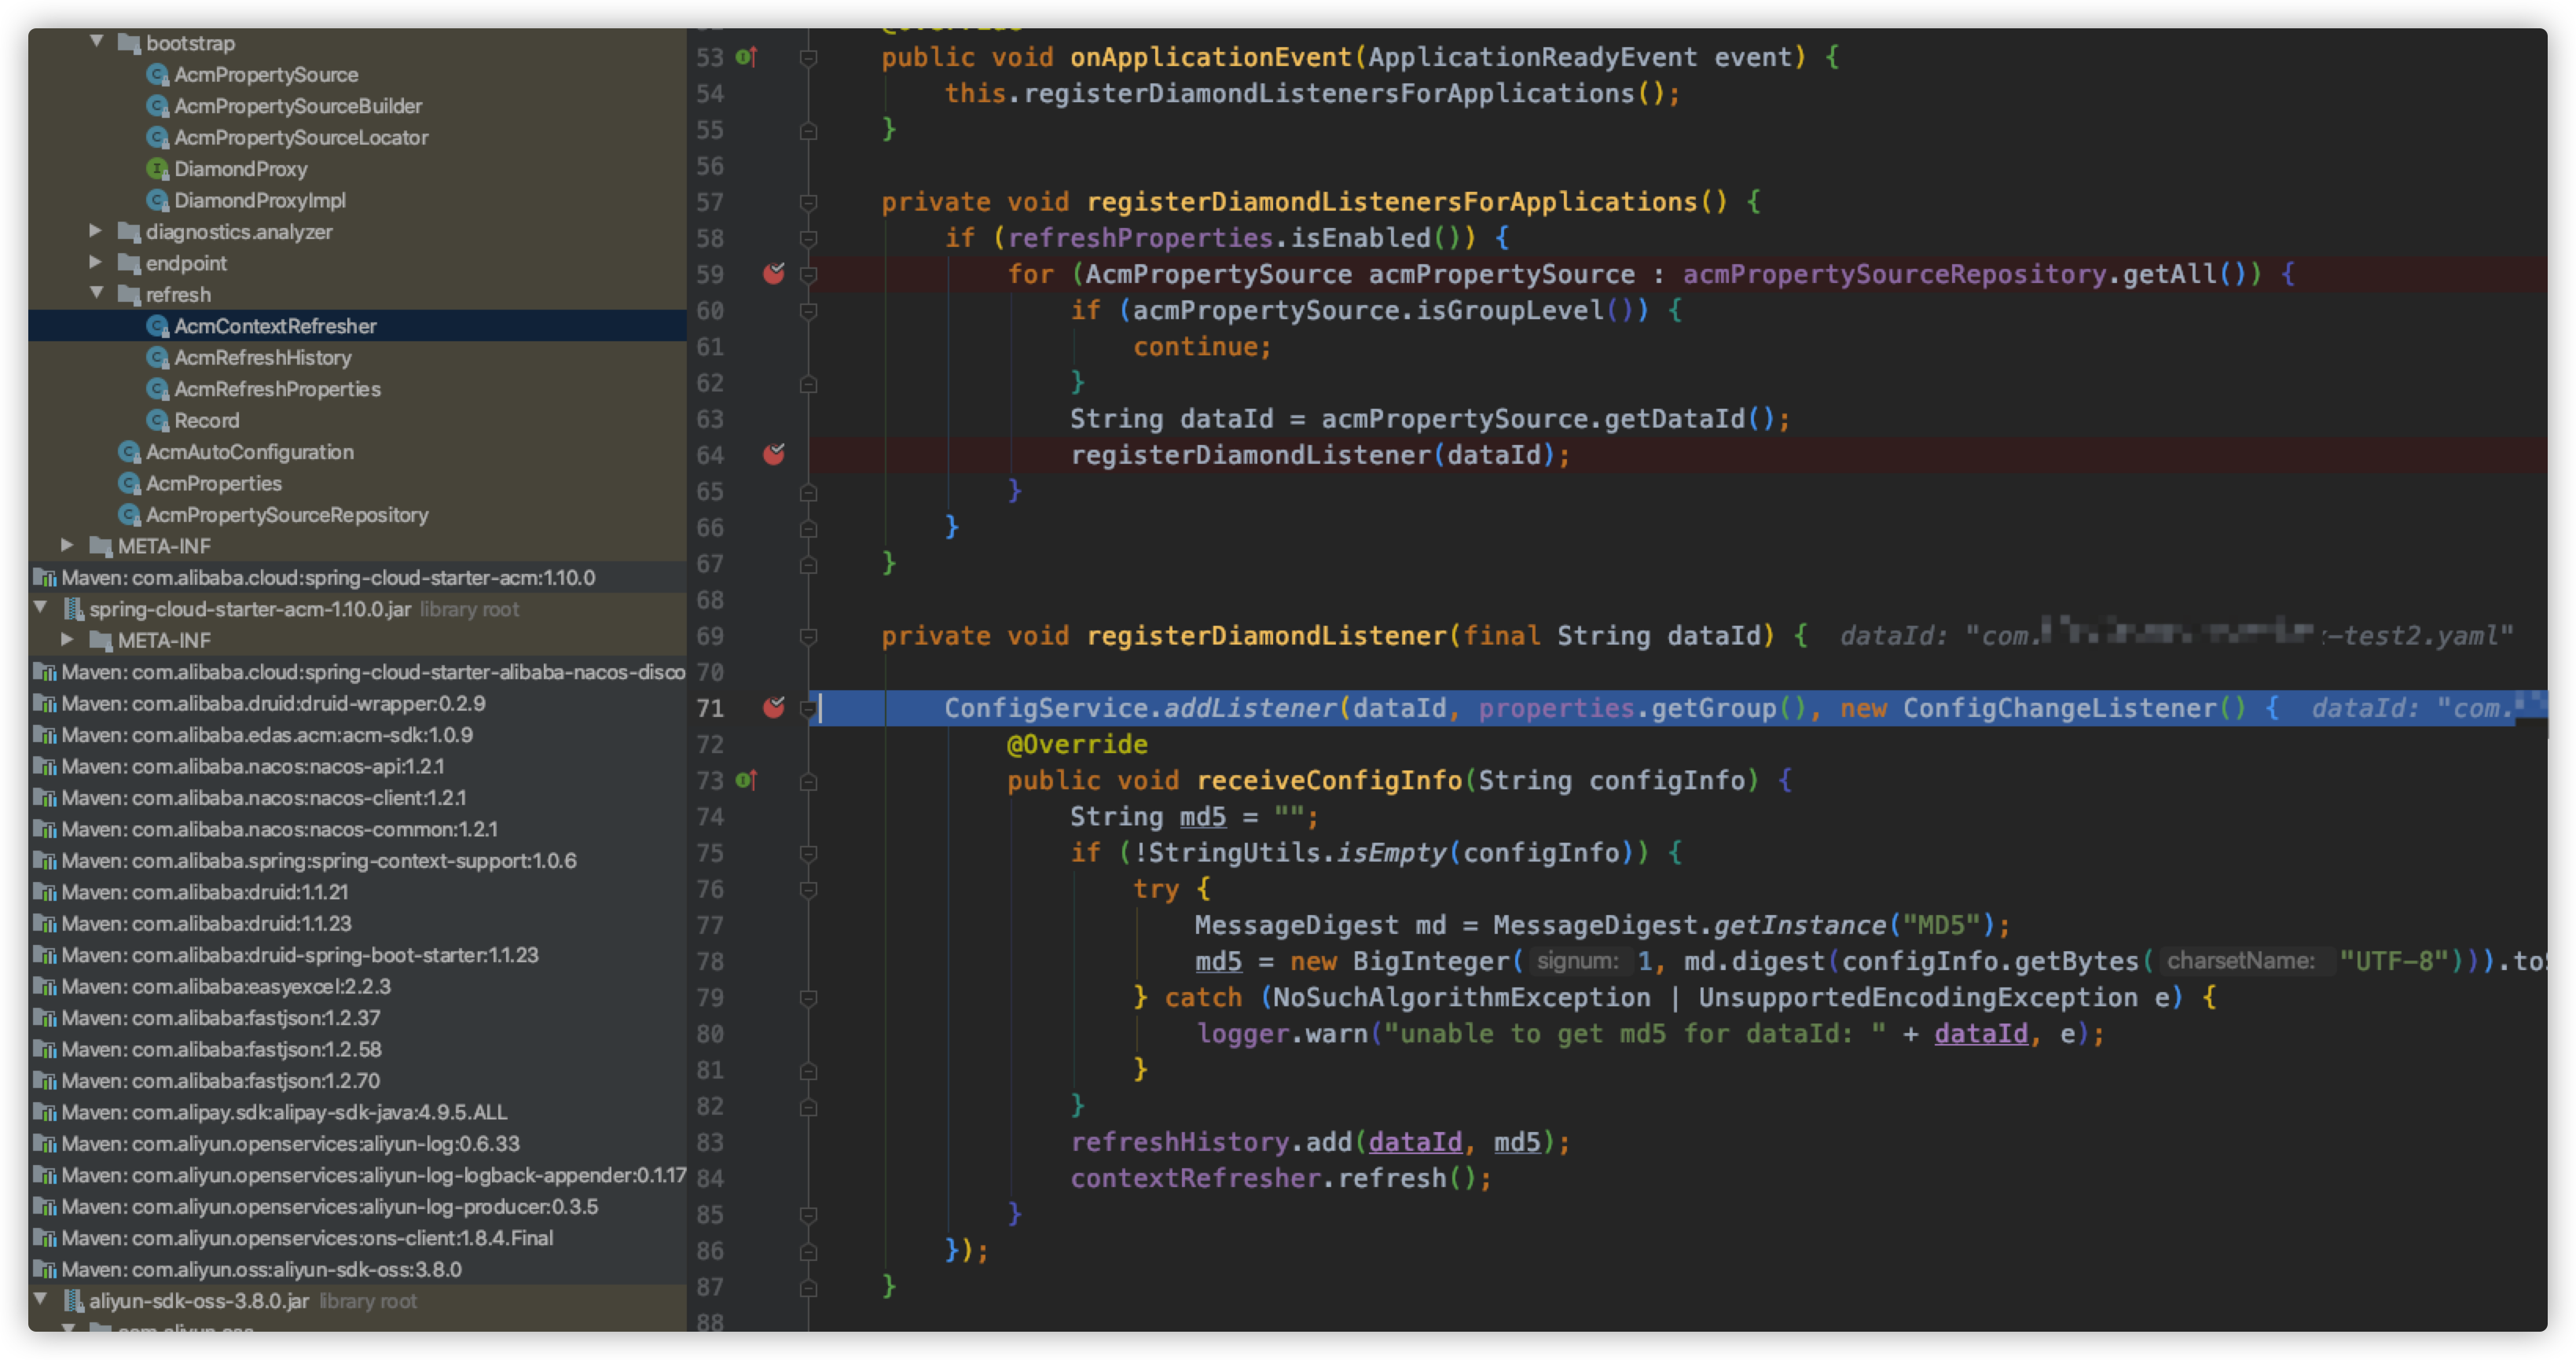 bootstrap
AcmPropertySource
AcmPropertySourceBuilder
AcmPropertySourceLocator
DiamondProxy
DiamondProxyImpl
diagnostics.analyzer
endpoint
refresh
AcmContextRefresher
AcmRefreshHistory
AcmRefreshProperties
Record
AcmAutoConfiguration
AcmProperties
AcmPropertySourceRepository
META-INF
Maven: com.alibaba.cloud:spring-cloud-starter-acm:1.10.0
spring-cloud-starter-acm-1.10.0.jar library root
META-INF
Maven: com.alibaba.cloud:spring-cloud-starter-alibaba-nacos-disco
Maven: com.alibaba.druid:druid-wrapper:0.2.9
Maven: com.alibaba.edas.acm:acm-sdk:1.0.9
Maven: com.alibaba.nacos:nacos-api:1.2.1
Maven: com.alibaba.nacos:nacos-client:1.2.1
Maven: com.alibaba.nacos:nacos-common:1.2.1
Maven: com.alibaba.spring:spring-context-support:1.0.6
Maven: com.alibaba:druid:1.1.21
Maven: com.alibaba:druid:1.1.23
Maven: com.alibaba:druid-spring-boot-starter:1.1.23
Maven: com.alibaba:easyexcel:2.2.3
Maven: com.alibaba:fastjson:1.2.37
Maven: com.alibaba:fastjson:1.2.58
Maven: com.alibaba:fastjson:1.2.70
Maven: com.alipay.sdk:alipay-sdk-java:4.9.5.ALL
Maven: com.aliyun.openservices:aliyun-log:0.6.33
Maven: com.aliyun.openservices:aliyun-log-logback-appender:0.1.17
Maven: com.aliyun.openservices:aliyun-log-producer:0.3.5
Maven: com.aliyun.openservices:ons-client:1.8.4.Final
Maven: com.aliyun.oss:aliyun-sdk-oss:3.8.0
aliyun-sdk-oss-3.8.0.jar library root
53 public void onApplicationEvent(ApplicationReadyEvent event) {
54 this.registerDiamondListenersForApplications();
55 }
56
57 private void registerDiamondListenersForApplications() {
58 if (refreshProperties.isEnabled()) {
59 for (AcmPropertySource acmPropertySource : acmPropertySourceRepository.getAll()) {
60 if (acmPropertySource.isGroupLevel()) {
61 continue;
62 }
63 String dataId = acmPropertySource.getDataId();
64 registerDiamondListener(dataId);
65 }
66 }
67 }
68
69 private void registerDiamondListener(final String dataId) { dataId: "com. -test2.yaml"
70
71 ConfigService.addListener(dataId, properties.getGroup(), new ConfigChangeListener() { dataId: "com.
72 @Override
73 public void receiveConfigInfo(String configInfo) {
74 String md5 = "";
75 if (!StringUtils.isEmpty(configInfo)) {
76 try {
77 MessageDigest md = MessageDigest.getInstance("MD5");
78 md5 = new BigInteger( signum: 1, md.digest(configInfo.getBytes( charsetName: "UTF-8"))).to
79 } catch (NoSuchAlgorithmException | UnsupportedEncodingException e) {
80 logger.warn("unable to get md5 for dataId: " + dataId, e);
81 }
82 }
83 refreshHistory.add(dataId, md5);
84 contextRefresher.refresh();
85 }
86 });
87 }
88